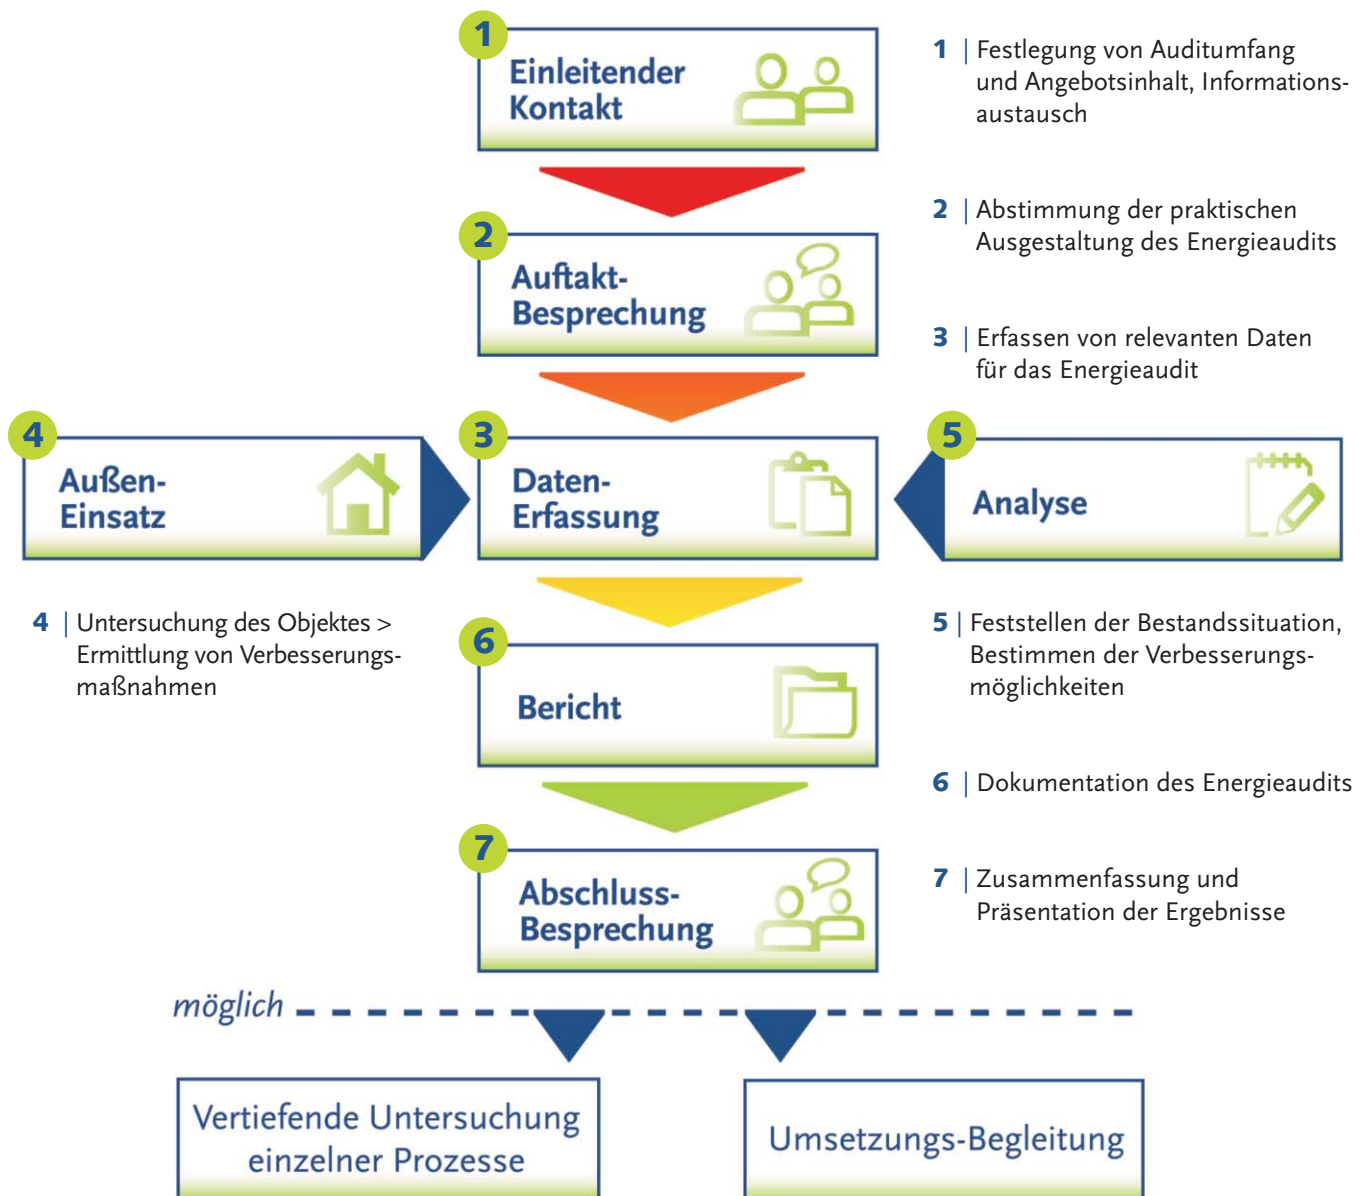 1
Einleitender
Kontakt
1 | Festlegung von Auditumfang
und Angebotsinhalt, Informations-
austausch
2
Auftakt-
Besprechung
2 | Abstimmung der praktischen
Ausgestaltung des Energieaudits
3 | Erfassen von relevanten Daten
für das Energieaudit
4
Außen-
Einsatz
3
Daten-
Erfassung
5
Analyse
4 | Untersuchung des Objektes >
Ermittlung von Verbesserungs-
maßnahmen
5 | Feststellen der Bestandssituation,
Bestimmen der Verbesserungs-
möglichkeiten
6
Bericht
6 | Dokumentation des Energieaudits
7
Abschluss-
Besprechung
7 | Zusammenfassung und
Präsentation der Ergebnisse
möglich
Vertiefende Untersuchung
einzelner Prozesse
Umsetzungs-Begleitung